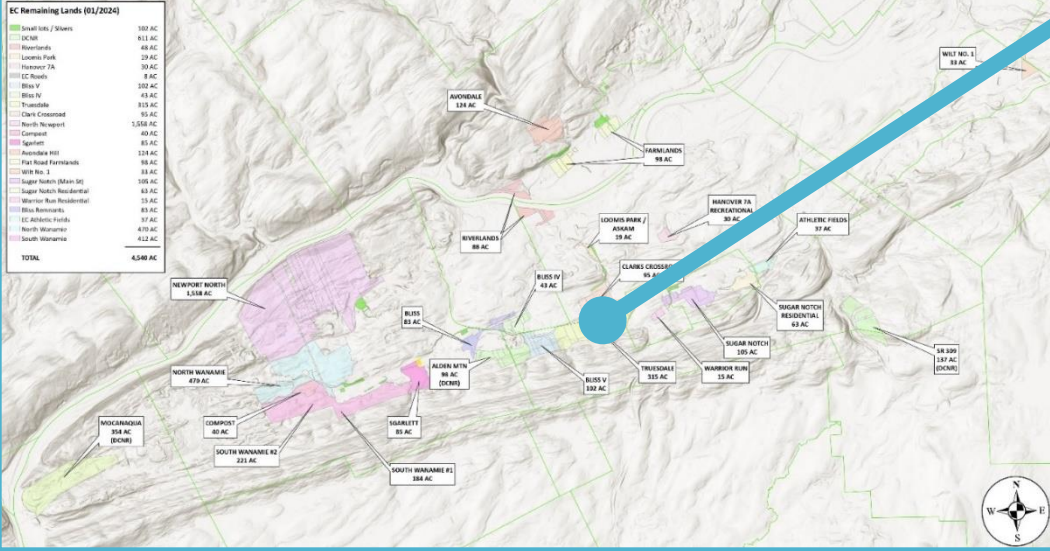 EC Remaining Lands (01/2024)
Small lots / Slivers 102 AC
DCNR 611 AC
Riverlands 48 AC
Loomis Park 19 AC
Hanover 7A 30 AC
EC Roads 8 AC
Bliss V 102 AC
Bliss IV 43 AC
Truesdale 315 AC
Clark Crossroad 95 AC
North Newport 1,558 AC
Compost 40 AC
Sgarlett 85 AC
Avondale Hill 124 AC
Flat Road Farmlands 98 AC
Wilt No. 1 33 AC
Sugar Notch (Main St) 105 AC
Sugar Notch Residential 63 AC
Warrior Run Residential 15 AC
Bliss Remnants 83 AC
EC Athletic Fields 37 AC
North Wanamie 470 AC
South Wanamie 412 AC
TOTAL 4,540 AC
WILT NO. 1
33 AC
AVONDALE
124 AC
FARMLANDS
98 AC
HANOVER 7A
RECREATIONAL
30 AC
LOOMIS PARK /
ASKAM
19 AC
ATHLETIC FIELDS
37 AC
RIVERLANDS
88 AC
CLARKS
95
BLISS IV
43 AC
NEWPORT NORTH
1,558 AC
BLISS
83 AC
SUGAR NOTCH
RESIDENTIAL
63 AC
SUGAR NOTCH
105 AC
SR 309
137 AC
(DCNR)
ALDEN MTN
98 AC
(DCNR)
TRUESDALE
315 AC
WARRIOR RUN
15 AC
BLISS V
102 AC
NORTH WANAMIE
470 AC
COMPOST
40 AC
SGARLETT
85 AC
MOCANAQUA
354 AC
(DCNR)
SOUTH WANAMIE #2
221 AC
SOUTH WANAMIE #1
184 AC
N
W E
S